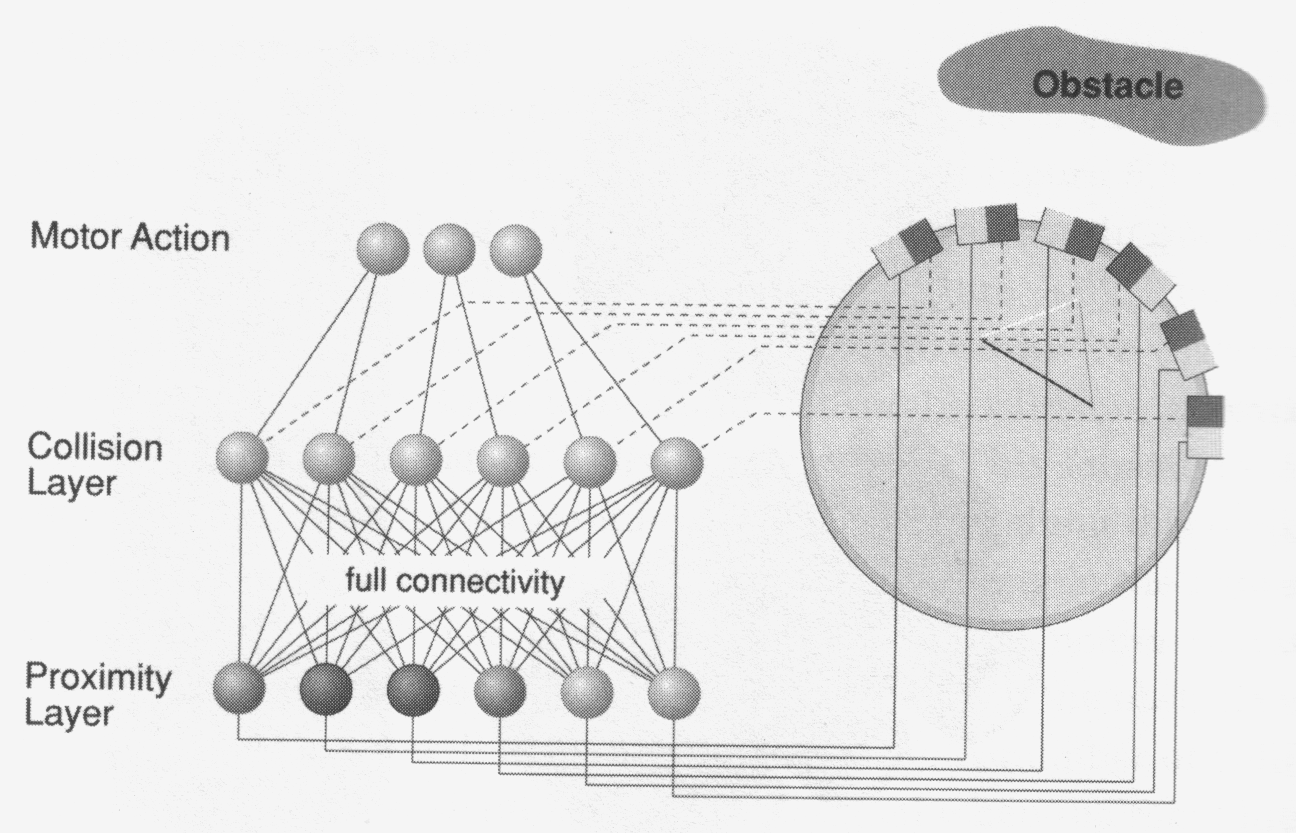 Obstacle
Motor Action
Collision
Layer
full connectivity
Proximity
Layer